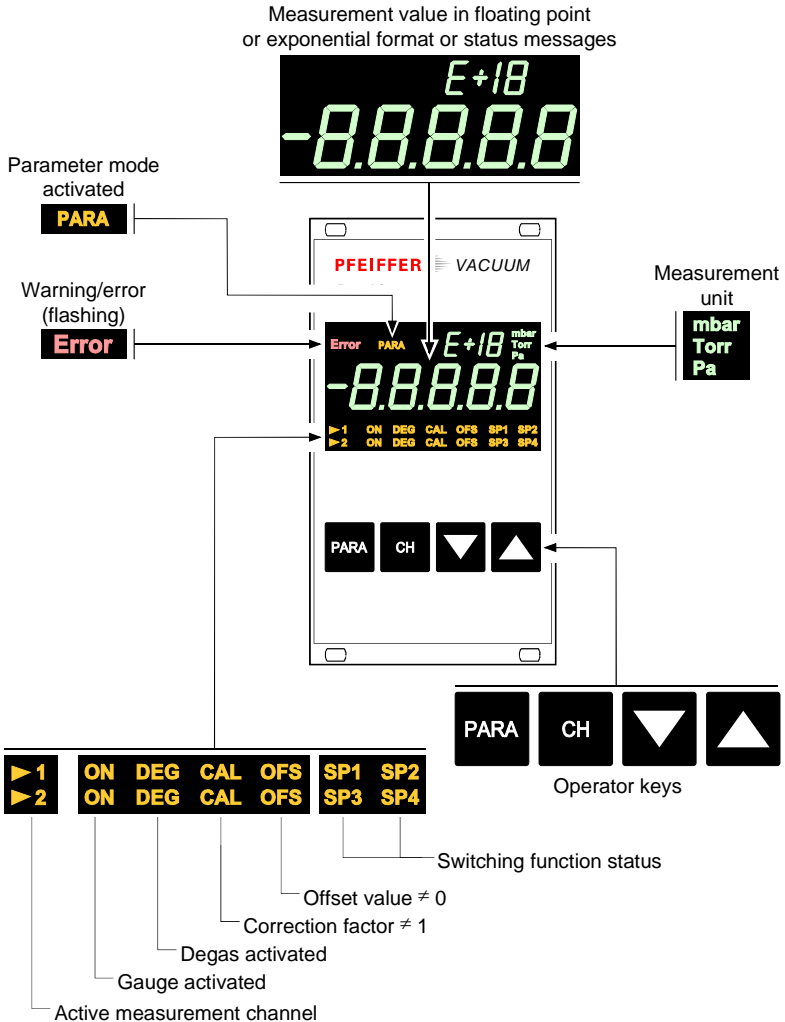 Measurement value in floating point
or exponential format or status messages
E+18
-8.8.8.8.8
Parameter mode
activated
PARA
Warning/error
(flashing)
Error
Measurement
unit
mbar
Torr
Pa
PFEIFFER VACUUM
Error PARA E+18 mbar
Torr
Pa
-8.8.8.8.8
►1 ON DEG CAL OFS SP1 SP2
►2 ON DEG CAL OFS SP3 SP4
PARA CH
PARA CH
Operator keys
►1 ON DEG CAL OFS SP1 SP2
►2 ON DEG CAL OFS SP3 SP4
Switching function status
Offset value ≠ 0
Correction factor ≠ 1
Degas activated
Gauge activated
Active measurement channel